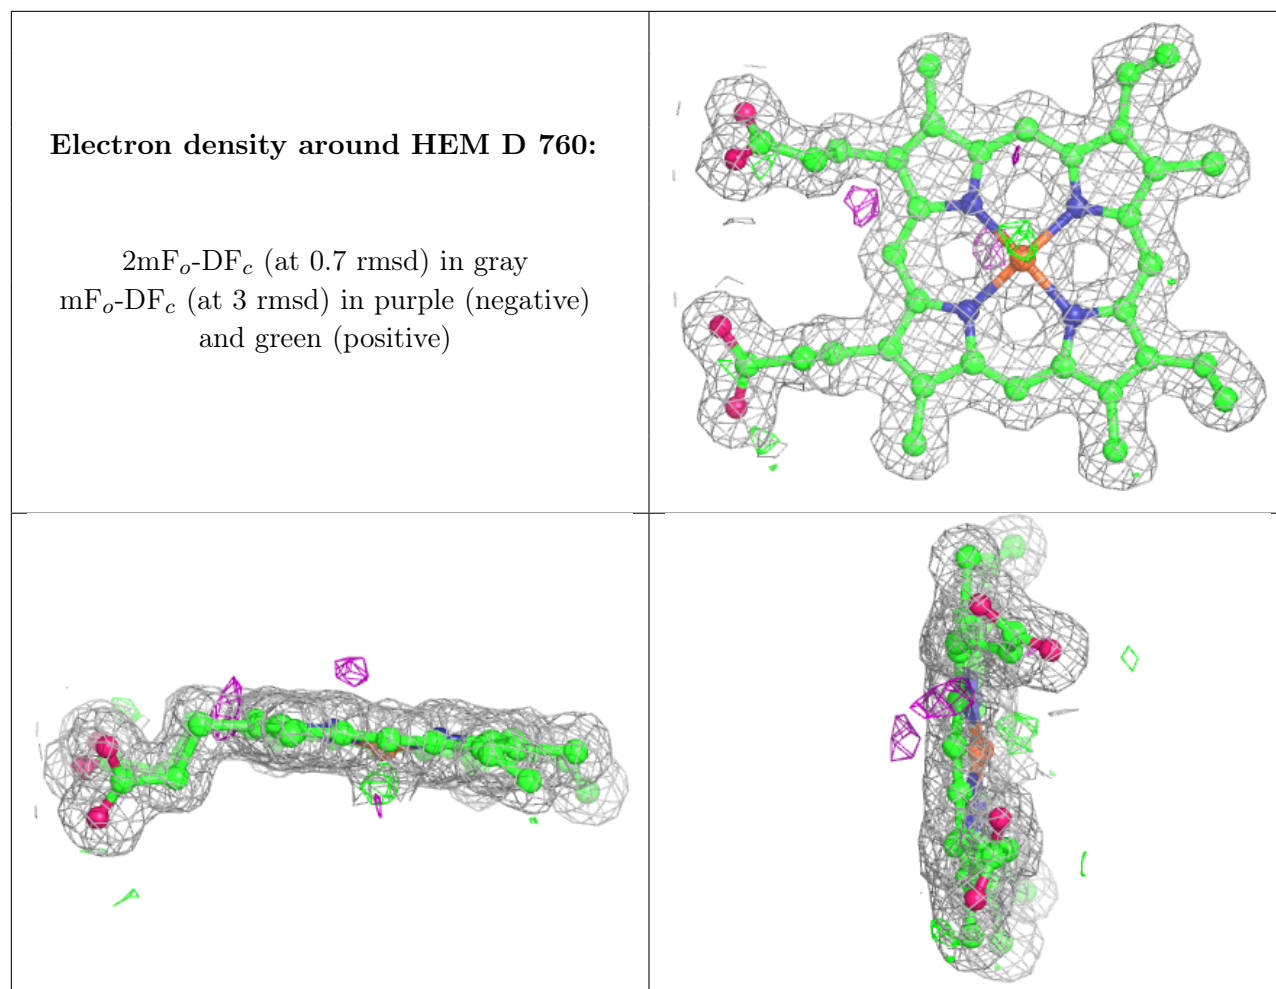 Electron density around HEM D 760:
2mFo-DFc (at 0.7 rmsd) in gray
mFo-DFc (at 3 rmsd) in purple (negative)
and green (positive)